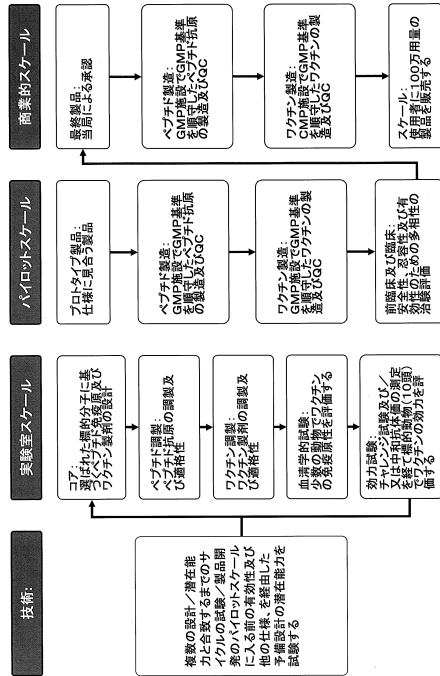 技術:
複数の設計／潜在能
力と合致するまでのサ
イクルの試験／製品開
発のパイロットスケール
に入る前の有効性及び
他の仕様、を経由した
予備設計の潜在能力を
試験する
実験室スケール
コア:
選ばれた標的分子に基
づくペプチド免疫原及び
ワクチン製剤の設計
ペプチド調製:
ペプチド抗原の調製及
び適格性
ワクチン調製:
ワクチン製剤の調製及
び適格性
血清学的試験:
少数の動物でワクチン
の免疫原性を評価する
効力試験:
チャレンジ試験及び／
又は中和抗体価の測定
を経て標的動物(10頭)
でワクチンの効力を評
価する
パイロットスケール
プロトタイプ製品:
仕様に見合う製品
ペプチド製造:
GMP施設でGMP基準
を順守したペプチド抗原
の製造及びQC
ワクチン製造:
GMP施設でGMP基準
を順守したワクチンの製
造及びQC
前臨床及び臨床:
安全性、忍容性及び有
効性のための多相性の
治験評価
商業的スケール
最終製品:
当局による承認
ペプチド製造:
GMP施設でGMP基準
を順守したペプチド抗原
の製造及びQC
ワクチン製造:
CMP施設でGMP基準
を順守したワクチンの製
造及びQC
スケール:
使用者に100万用量の
製品を販売する